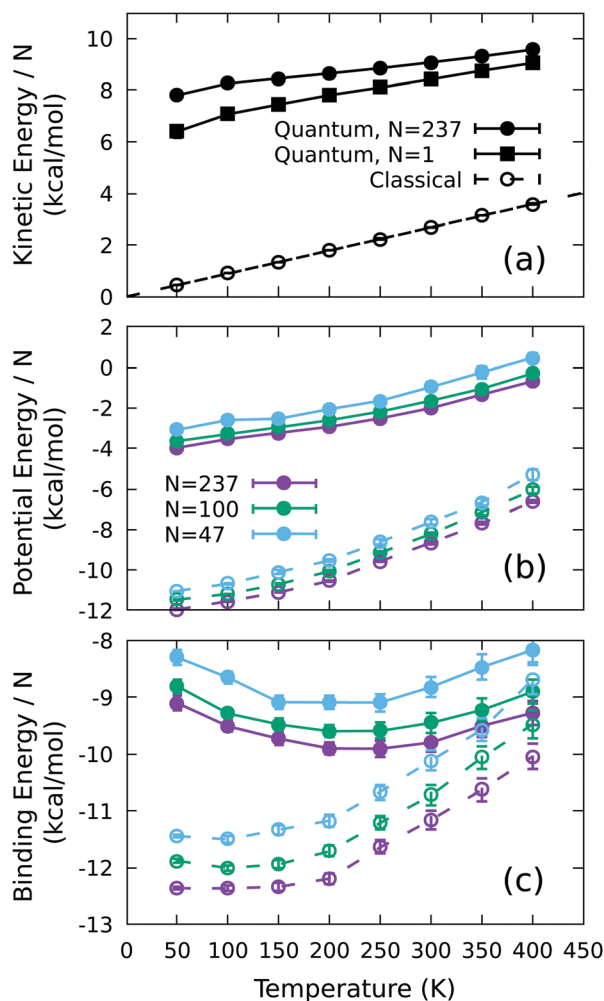 Kinetic Energy / N
(kcal/mol)
10
8
6
4
2
0
Quantum, N=237
Quantum, N=1
Classical
(a)
Potential Energy / N
(kcal/mol)
2
0
-2
-4
-6
-8
-10
-12
N=237
N=100
N=47
(b)
Binding Energy / N
(kcal/mol)
-8
-9
-10
-11
-12
-13
(c)
0 50 100 150 200 250 300 350 400 450
Temperature (K)